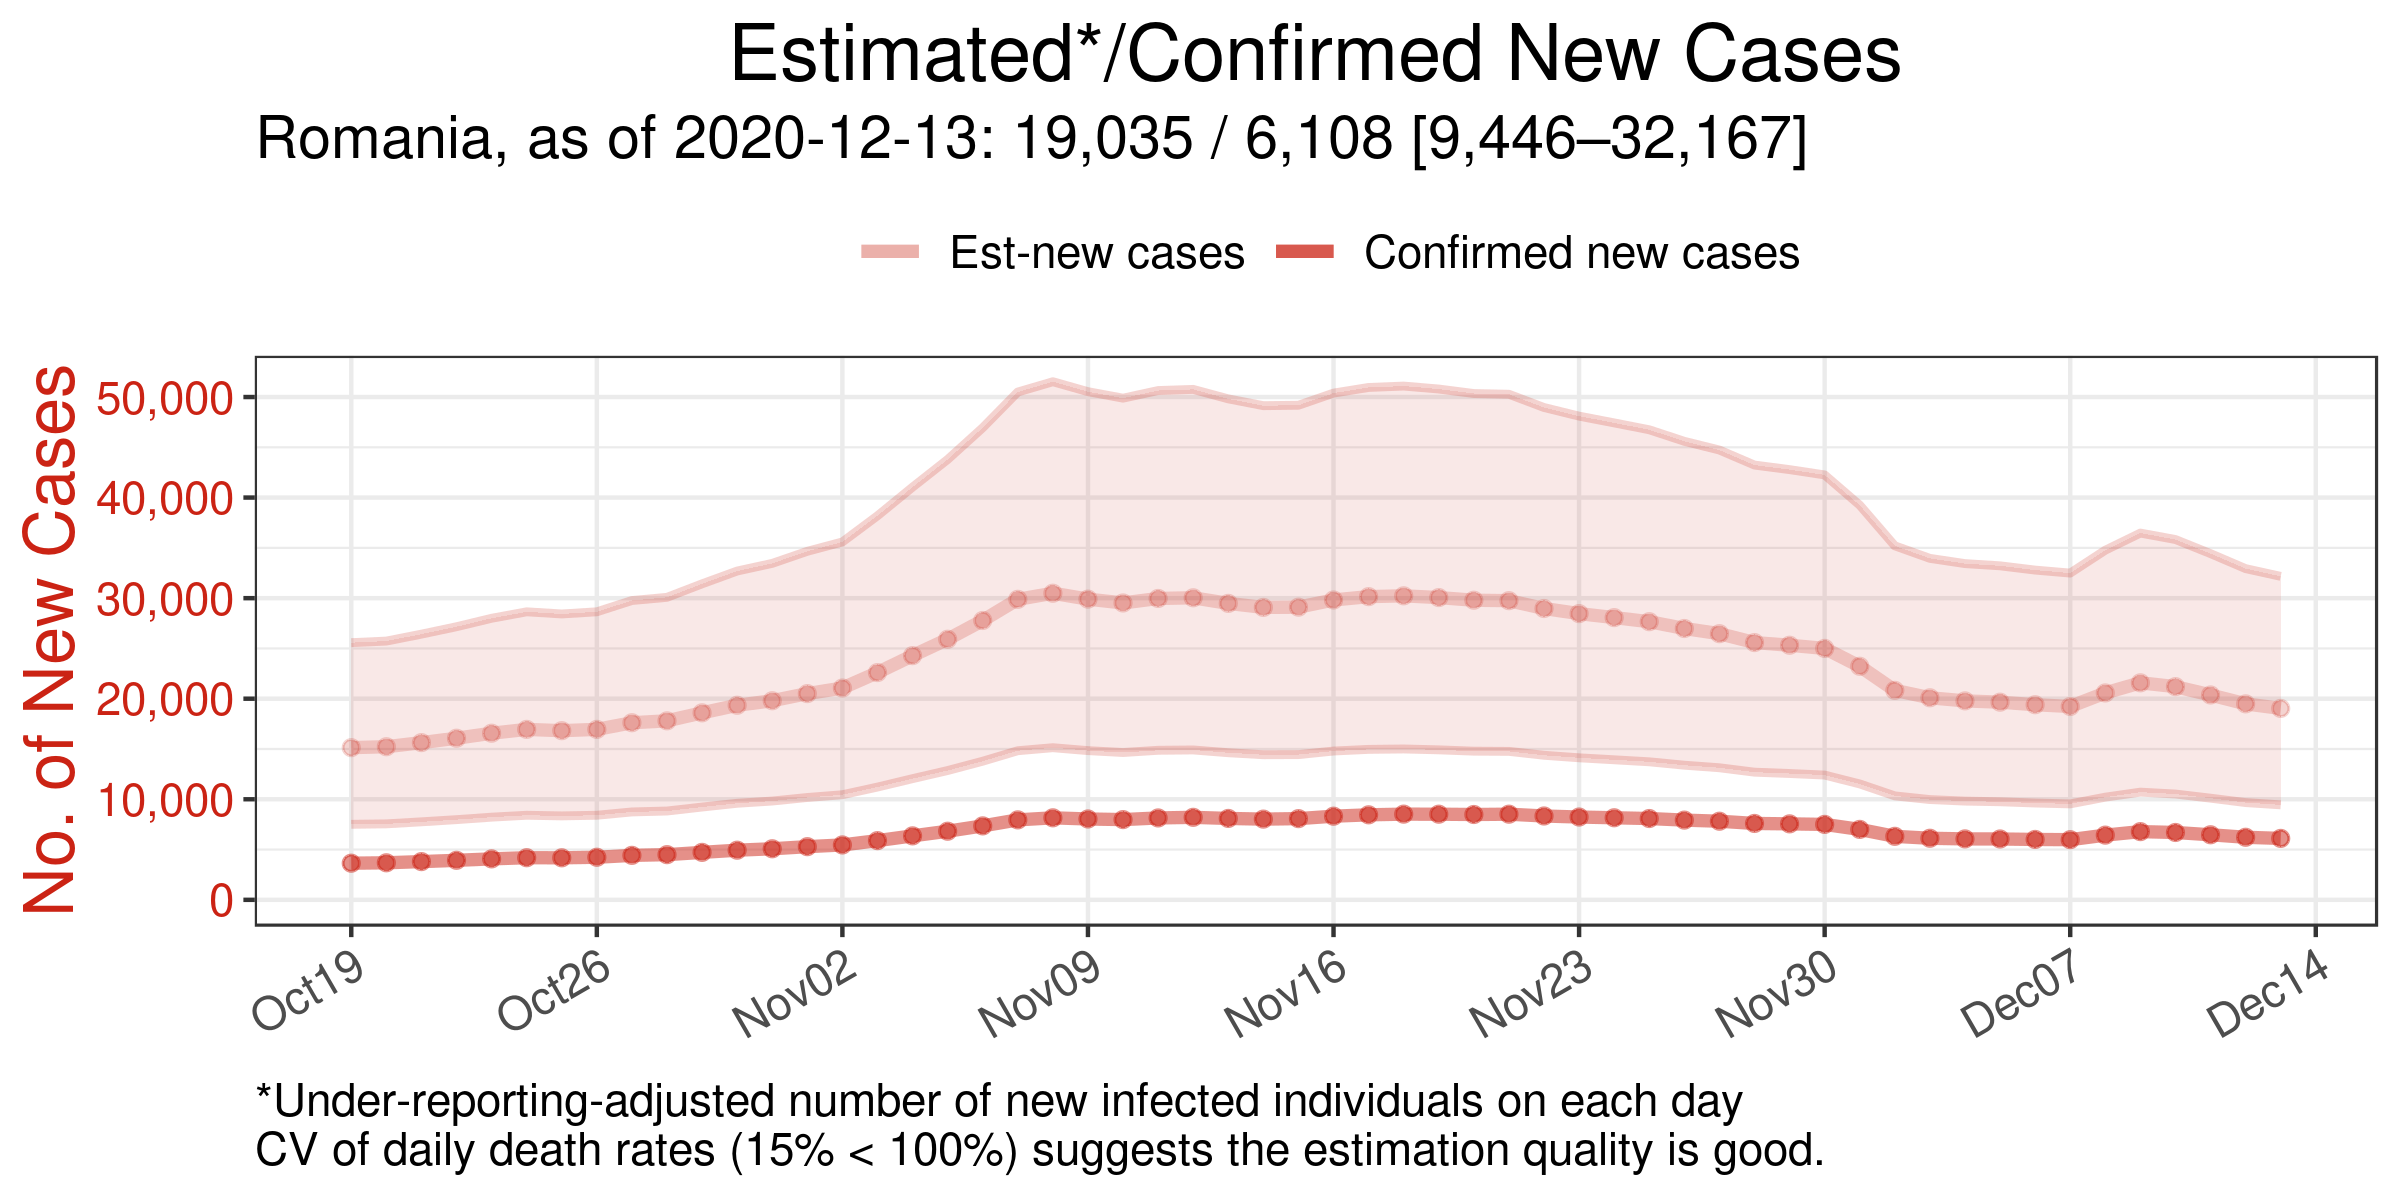 Estimated*/Confirmed New Cases
Romania, as of 2020-12-13: 19,035 / 6,108 [9,446–32,167]
Est-new cases Confirmed new cases
No. of New Cases
50,000
40,000
30,000
20,000
10,000
0
Oct19 Oct26 Nov02 Nov09 Nov16 Nov23 Nov30 Dec07 Dec14
*Under-reporting-adjusted number of new infected individuals on each day
CV of daily death rates (15% < 100%) suggests the estimation quality is good.